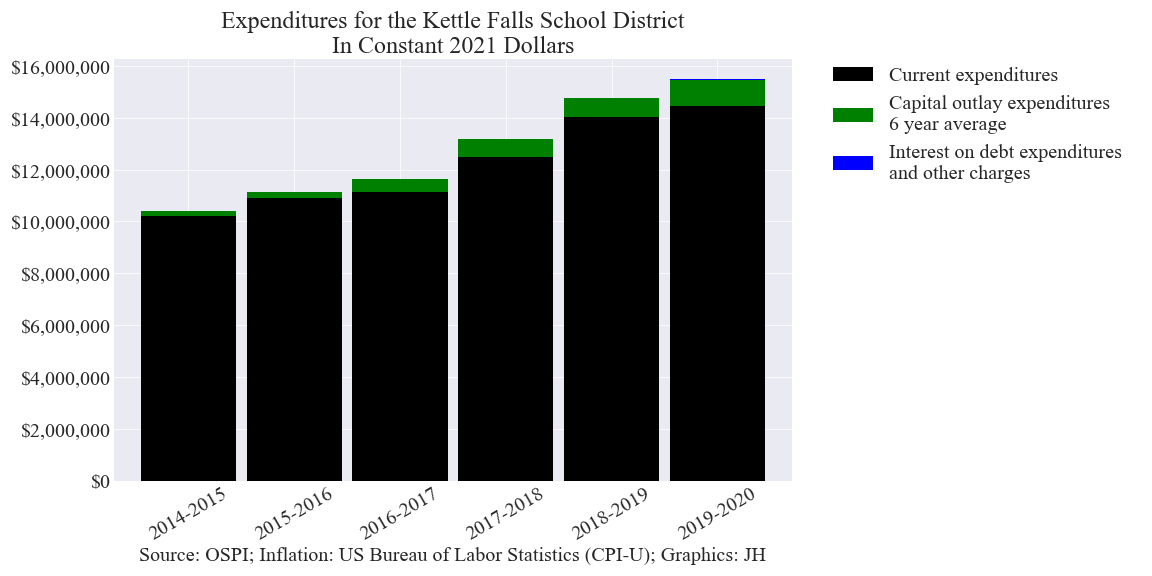 Expenditures for the Kettle Falls School District
In Constant 2021 Dollars
$16,000,000
$14,000,000
$12,000,000
$10,000,000
$8,000,000
$6,000,000
$4,000,000
$2,000,000
$0
2014-2015
2015-2016
2016-2017
2017-2018
2018-2019
2019-2020
Source: OSPI; Inflation: US Bureau of Labor Statistics (CPI-U); Graphics: JH
Current expenditures
Capital outlay expenditures
6 year average
Interest on debt expenditures
and other charges